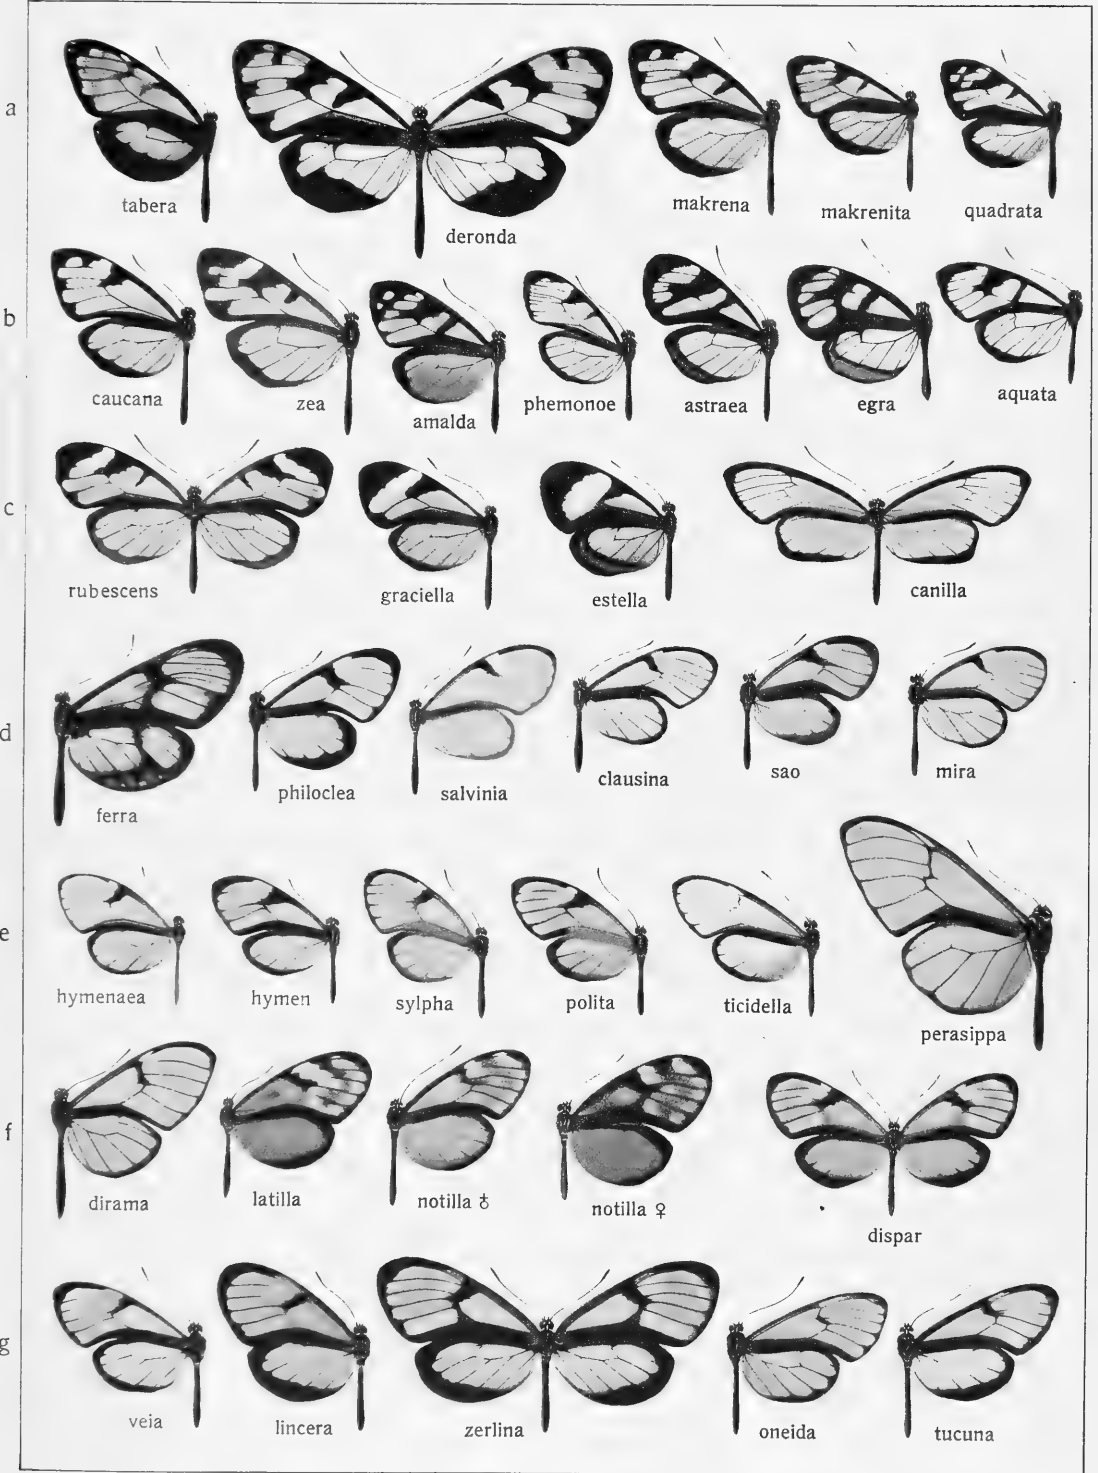 a
tabera
deronda
makrena
makrenita
quadrata
b
caucana
zea
amalda
phemonoe
astraea
egra
aquata
c
rubescens
graciella
estella
canilla
d
ferra
philoclea
salvinia
clausina
sao
mira
e
hymenaea
hymen
sylpha
polita
ticidella
perasippa
f
dirama
latilla
notilla ♁
notilla ♀
dispar
g
veia
lincera
zerlina
oneida
tucuna